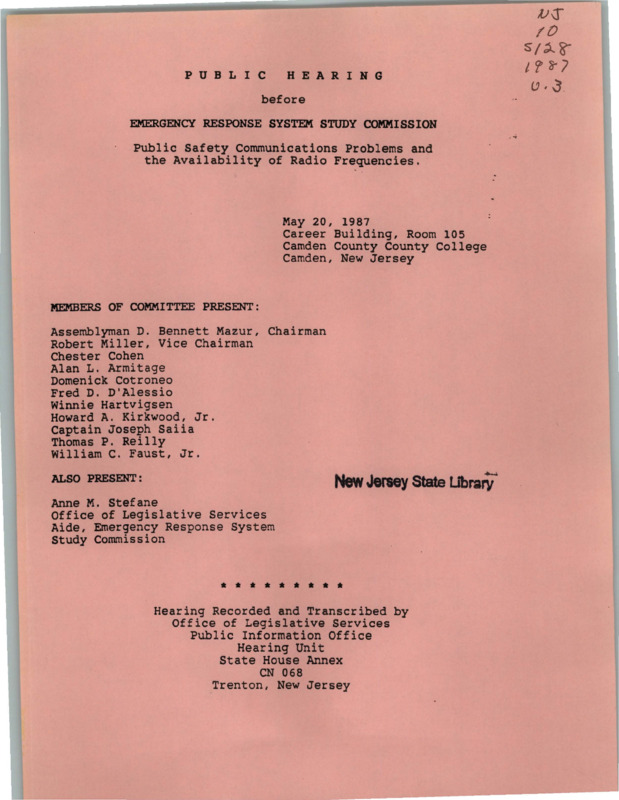 NJ
10
S128
1987
v.3
PUBLIC HEARING
before
EMERGENCY RESPONSE SYSTEM STUDY COMMISSION
Public Safety Communications Problems and
the Availability of Radio Frequencies.
May 20, 1987
Career Building, Room 105
Camden County County College
Camden, New Jersey
MEMBERS OF COMMITTEE PRESENT:
Assemblyman D. Bennett Mazur, Chairman
Robert Miller, Vice Chairman
Chester Cohen
Alan L. Armitage
Domenick Cotroneo
Fred D. D'Alessio
Winnie Hartvigsen
Howard A. Kirkwood, Jr.
Captain Joseph Saiia
Thomas P. Reilly
William C. Faust, Jr.
ALSO PRESENT:
New Jersey State Library
Anne M. Stefane
Office of Legislative Services
Aide, Emergency Response System
Study Commission
* * * * * * * * *
Hearing Recorded and Transcribed by
Office of Legislative Services
Public Information Office
Hearing Unit
State House Annex
CN 068
Trenton, New Jersey